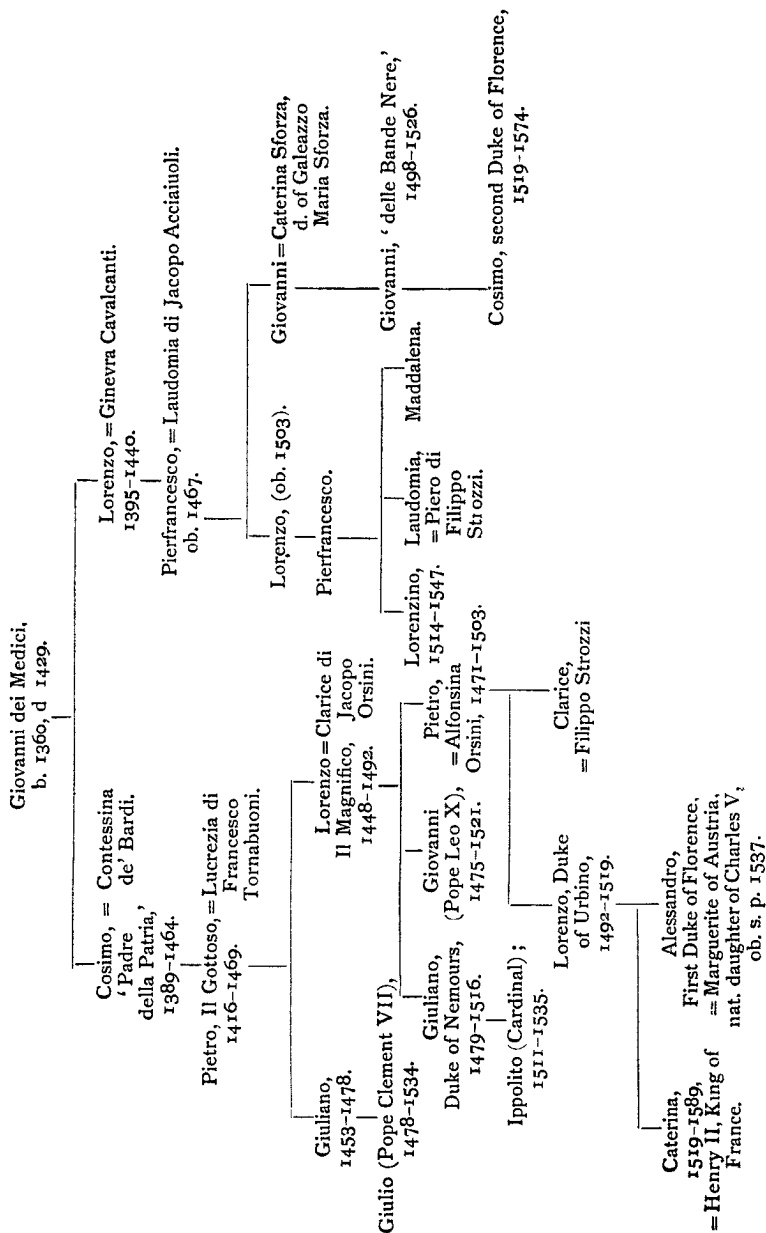 Giovanni dei Medici,
b. 1360, d 1429.
Cosimo, = Contessina
'Padre de' Bardi.
della Patria,'
1389–1464.
Lorenzo, = Ginevra Cavalcanti.
1395–1440.
Pietro, Il Gottoso, = Lucrezia di
1416–1469. Francesco
Tornabuoni.
Pierfrancesco, = Laudomia di Jacopo Acciaiuoli.
ob. 1467.
Giuliano,
1453–1478.
Lorenzo = Clarice di
Il Magnifico, Jacopo
1448–1492. Orsini.
Lorenzo, (ob. 1503).
Giovanni = Caterina Sforza,
d. of Galeazzo
Maria Sforza.
Giulio (Pope Clement VII),
1478–1534.
Pierfrancesco.
Giovanni, ' delle Bande Nere,'
1498–1526.
Giuliano,
Duke of Nemours,
1479–1516.
Giovanni
(Pope Leo X),
1475–1521.
Pietro,
= Alfonsina
Orsini, 1471–1503.
Lorenzino,
1514–1547.
Laudomia,
= Piero di
Filippo
Strozzi.
Maddalena.
Cosimo, second Duke of Florence,
1519–1574.
Ippolito (Cardinal) ;
1511–1535.
Lorenzo, Duke
of Urbino,
1492–1519.
Clarice,
= Filippo Strozzi
Caterina,
1519–1589,
= Henry II, King of
France.
Alessandro,
First Duke of Florence,
= Marguerite of Austria,
nat. daughter of Charles V,
ob. s. p. 1537.